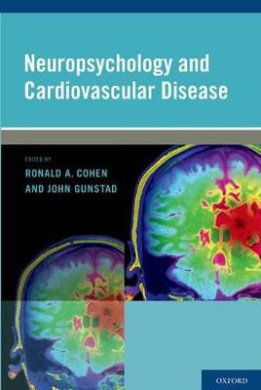 Neuropsychology and
Cardiovascular Disease
EDITED BY
RONALD A. COHEN
AND JOHN GUNSTAD
OXFORD